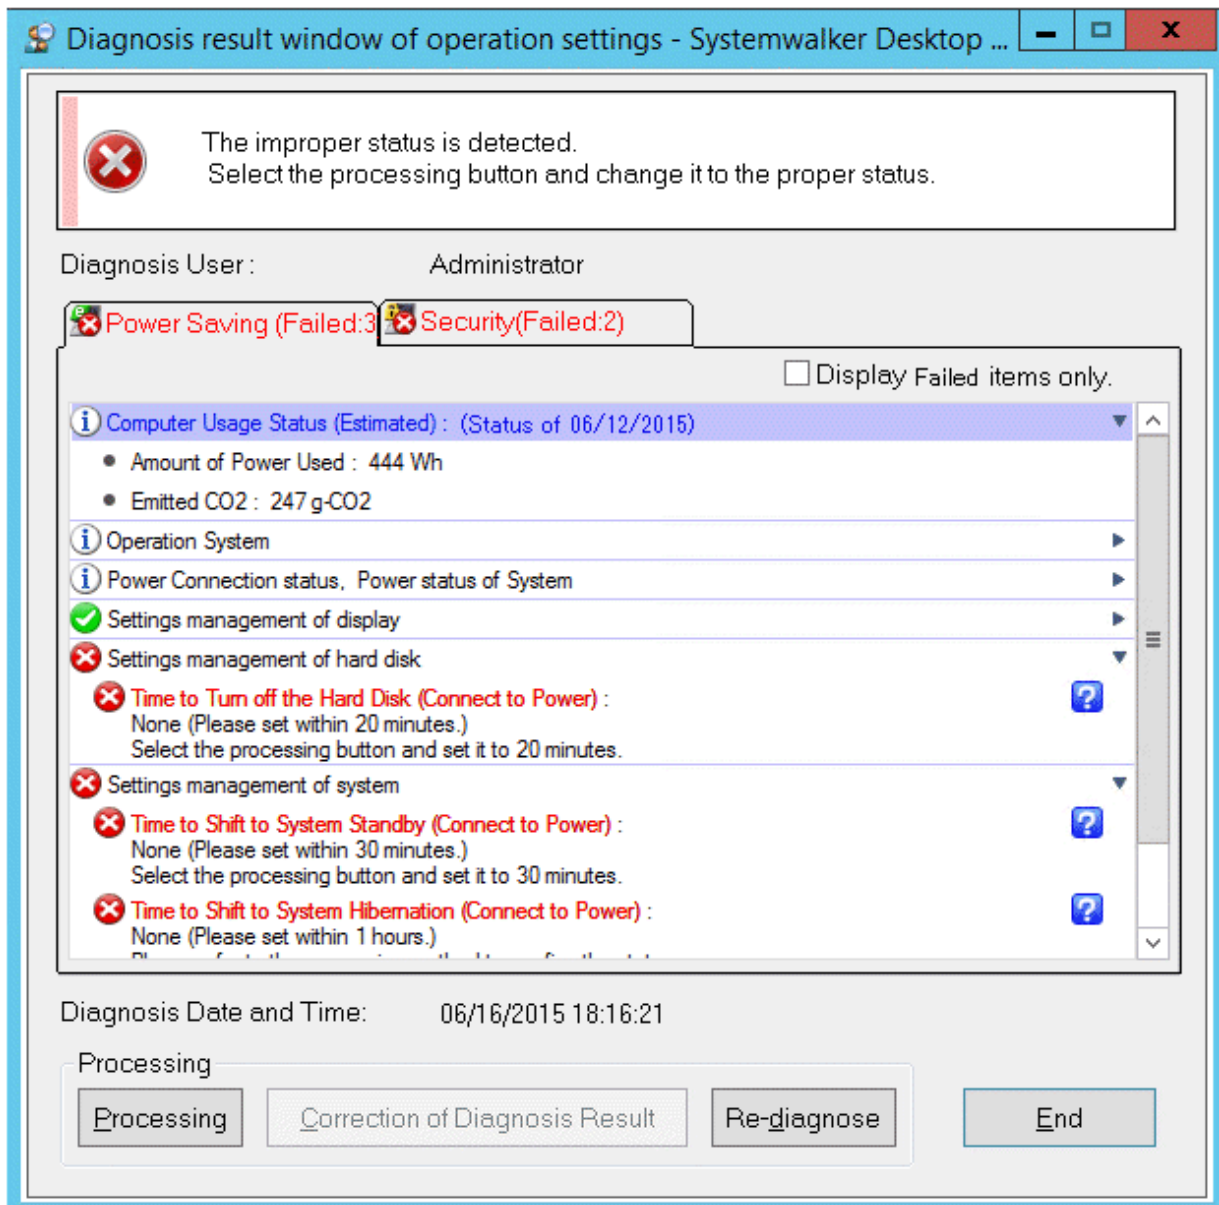 Diagnosis result window of operation settings - Systemwalker Desktop ...
The improper status is detected.
Select the processing button and change it to the proper status.
Diagnosis User : Administrator
Power Saving (Failed:3 Security(Failed:2)
Display Failed items only.
Computer Usage Status (Estimated) : (Status of 06/12/2015)
Amount of Power Used : 444 Wh
Emitted CO2 : 247 g-CO2
Operation System
Power Connection status, Power status of System
Settings management of display
Settings management of hard disk
Time to Turn off the Hard Disk (Connect to Power) :
None (Please set within 20 minutes.)
Select the processing button and set it to 20 minutes.
Settings management of system
Time to Shift to System Standby (Connect to Power) :
None (Please set within 30 minutes.)
Select the processing button and set it to 30 minutes.
Time to Shift to System Hibernation (Connect to Power) :
None (Please set within 1 hours.)
Diagnosis Date and Time: 06/16/2015 18:16:21
Processing
Processing Correction of Diagnosis Result Re-diagnose End